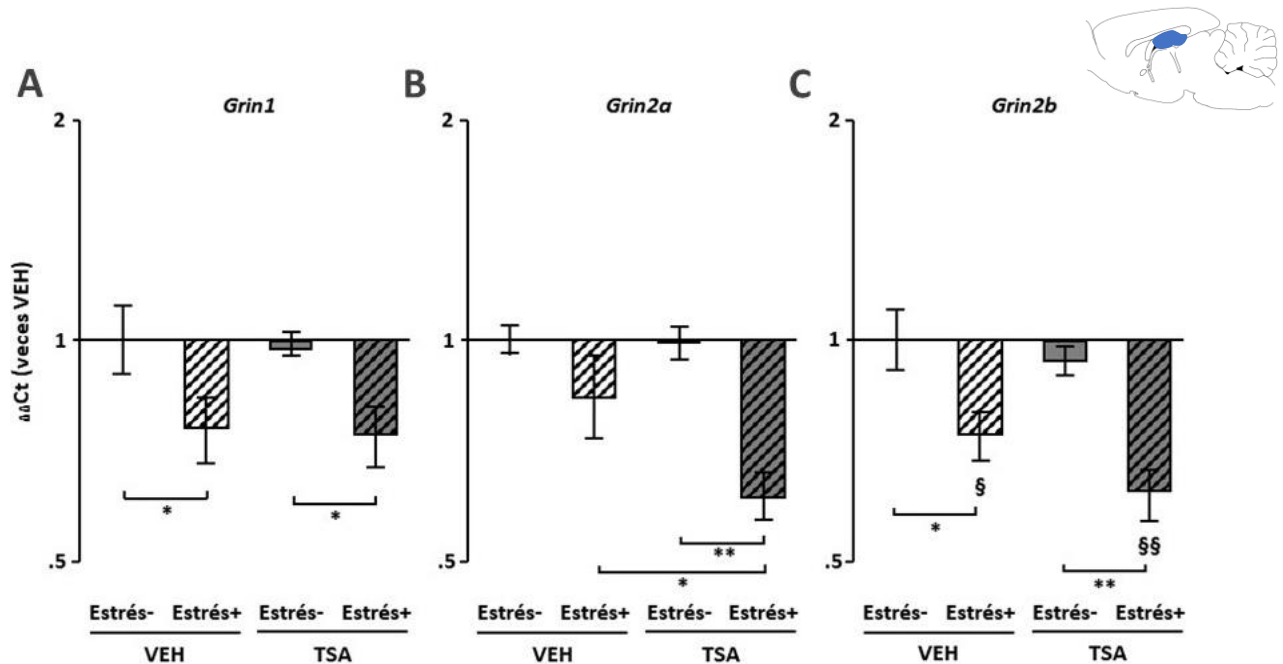 A
Grin1
2
1
.5
ΔΔCt (veces VEH)
*
*
Estrés- Estrés+ Estrés- Estrés+
VEH TSA
B
Grin2a
2
1
.5
**
*
Estrés- Estrés+ Estrés- Estrés+
VEH TSA
C
Grin2b
2
1
.5
§
*
§§
**
Estrés- Estrés+ Estrés- Estrés+
VEH TSA